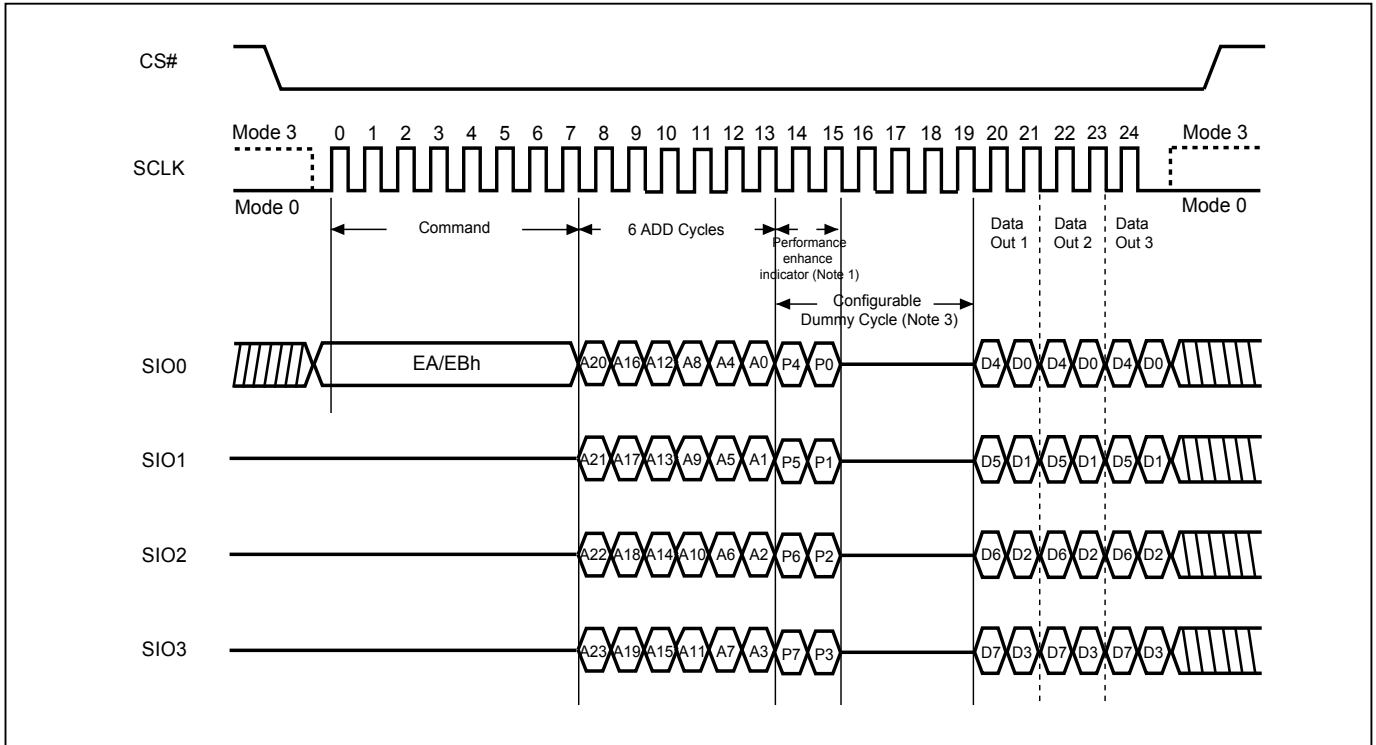 CS#
Mode 3 0 1 2 3 4 5 6 7 8 9 10 11 12 13 14 15 16 17 18 19 20 21 22 23 24 Mode 3
SCLK
Mode 0 Mode 0
Command 6 ADD Cycles Performance enhance indicator (Note 1) Data Out 1 Data Out 2 Data Out 3
Configurable
Dummy Cycle (Note 3)
SIO0 EA/EBh A20 A16 A12 A8 A4 A0 P4 P0 D4 D0 D4 D0 D4 D0
SIO1 A21 A17 A13 A9 A5 A1 P5 P1 D5 D1 D5 D1 D5 D1
SIO2 A22 A18 A14 A10 A6 A2 P6 P2 D6 D2 D6 D2 D6 D2
SIO3 A23 A19 A15 A11 A7 A3 P7 P3 D7 D3 D7 D3 D7 D3